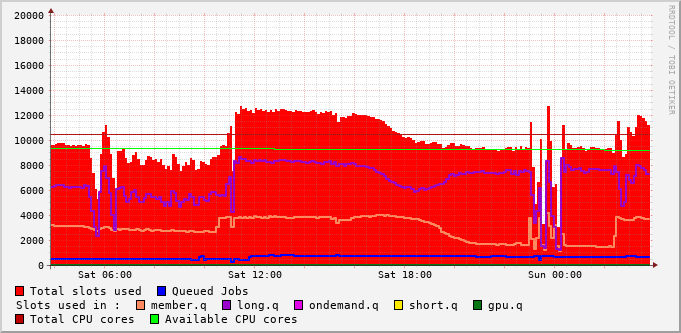 20000
18000
16000
14000
12000
10000
8000
6000
4000
2000
0
Sat 06:00 Sat 12:00 Sat 18:00 Sun 00:00
Total slots used Queued Jobs
Slots used in : member.q long.q ondemand.q short.q gpu.q
Total CPU cores Available CPU cores
RRDTOOL / TOBI OETIKER